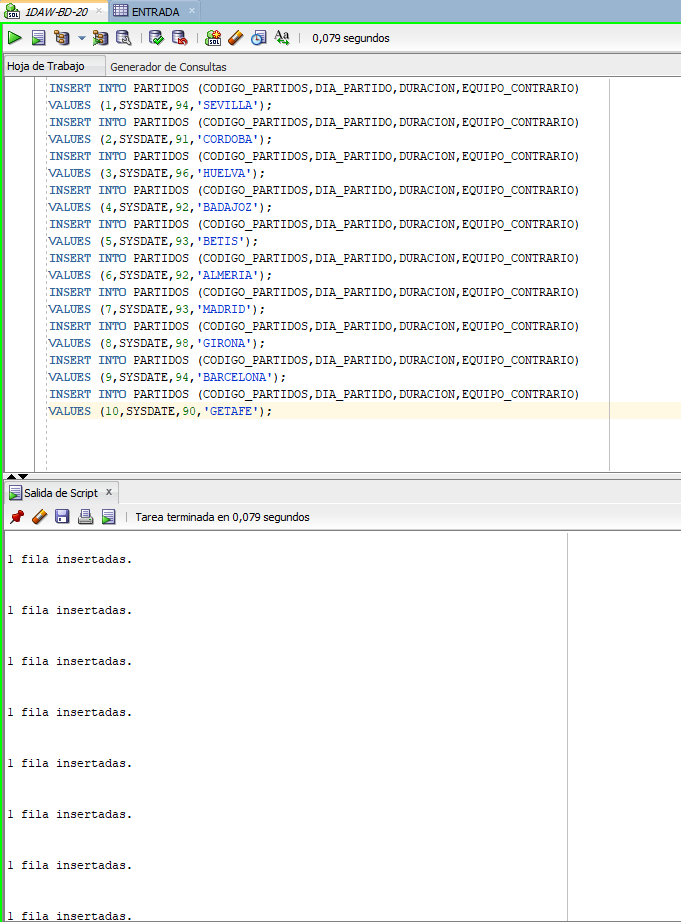 1DAW-BD-20
ENTRADA
SQL
SQL
Aa
0,079 segundos
Hoja de Trabajo
Generador de Consultas
INSERT INTO PARTIDOS (CODIGO_PARTIDOS,DIA_PARTIDO,DURACION,EQUIPO_CONTRARIO)
VALUES (1,SYSDATE,94,'SEVILLA');
INSERT INTO PARTIDOS (CODIGO_PARTIDOS,DIA_PARTIDO,DURACION,EQUIPO_CONTRARIO)
VALUES (2,SYSDATE,91,'CORDOBA');
INSERT INTO PARTIDOS (CODIGO_PARTIDOS,DIA_PARTIDO,DURACION,EQUIPO_CONTRARIO)
VALUES (3,SYSDATE,96,'HUELVA');
INSERT INTO PARTIDOS (CODIGO_PARTIDOS,DIA_PARTIDO,DURACION,EQUIPO_CONTRARIO)
VALUES (4,SYSDATE,92,'BADAJOZ');
INSERT INTO PARTIDOS (CODIGO_PARTIDOS,DIA_PARTIDO,DURACION,EQUIPO_CONTRARIO)
VALUES (5,SYSDATE,93,'BETIS');
INSERT INTO PARTIDOS (CODIGO_PARTIDOS,DIA_PARTIDO,DURACION,EQUIPO_CONTRARIO)
VALUES (6,SYSDATE,92,'ALMERIA');
INSERT INTO PARTIDOS (CODIGO_PARTIDOS,DIA_PARTIDO,DURACION,EQUIPO_CONTRARIO)
VALUES (7,SYSDATE,93,'MADRID');
INSERT INTO PARTIDOS (CODIGO_PARTIDOS,DIA_PARTIDO,DURACION,EQUIPO_CONTRARIO)
VALUES (8,SYSDATE,98,'GIRONA');
INSERT INTO PARTIDOS (CODIGO_PARTIDOS,DIA_PARTIDO,DURACION,EQUIPO_CONTRARIO)
VALUES (9,SYSDATE,94,'BARCELONA');
INSERT INTO PARTIDOS (CODIGO_PARTIDOS,DIA_PARTIDO,DURACION,EQUIPO_CONTRARIO)
VALUES (10,SYSDATE,90,'GETAFE');
Salida de Script
Tarea terminada en 0,079 segundos
1 fila insertadas.
1 fila insertadas.
1 fila insertadas.
1 fila insertadas.
1 fila insertadas.
1 fila insertadas.
1 fila insertadas.
1 fila insertadas.